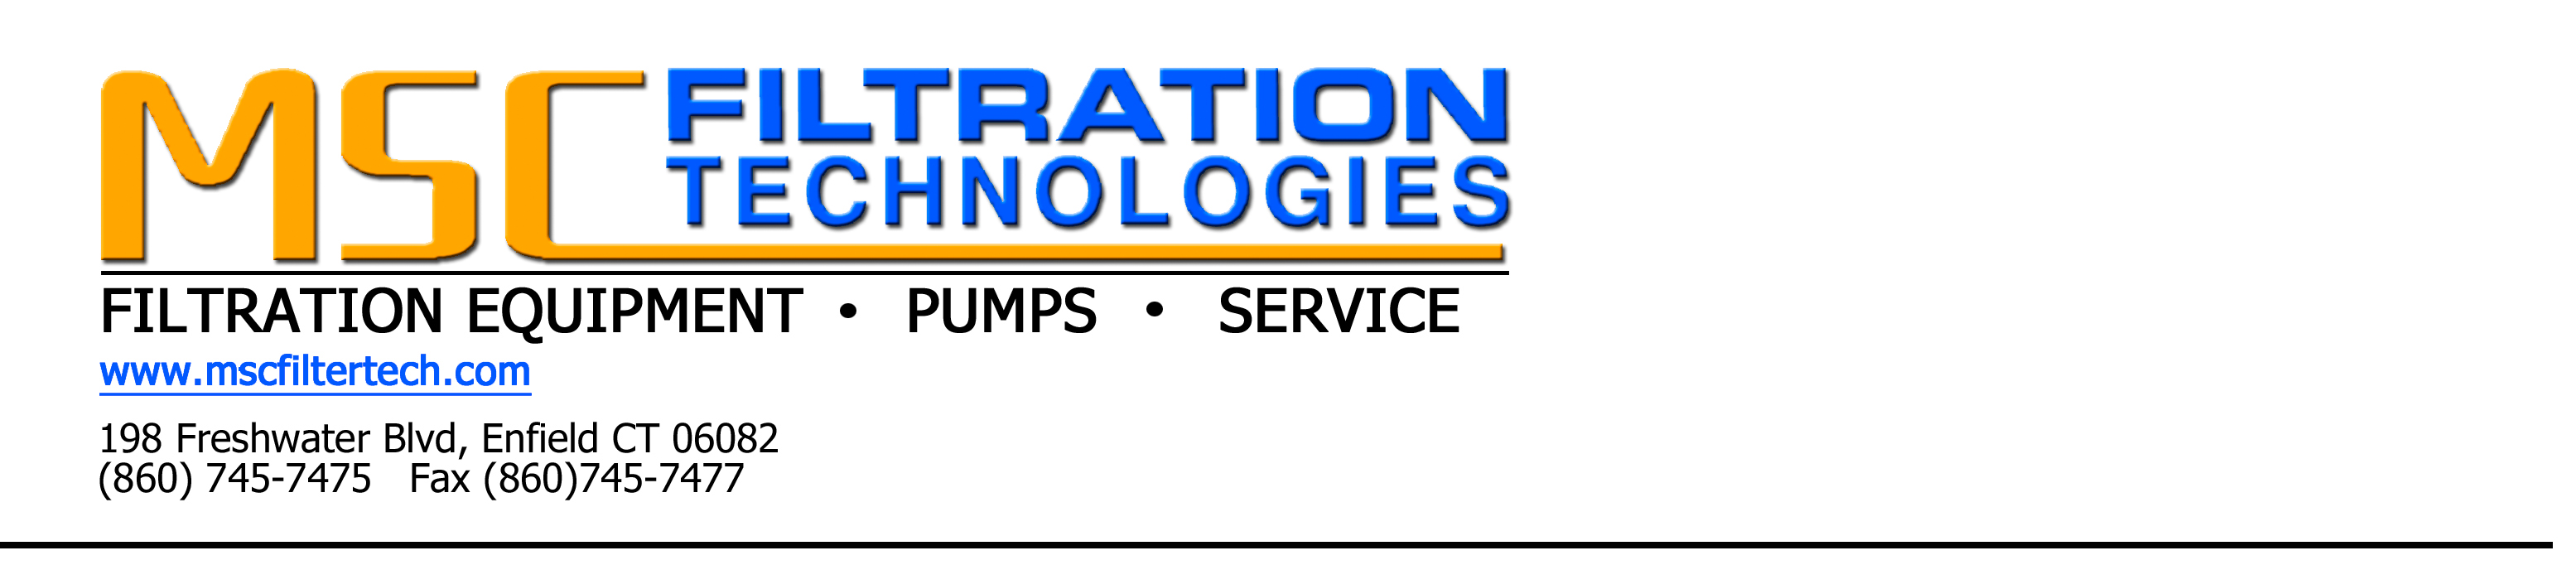 MSC FILTRATION
TECHNOLOGIES
FILTRATION EQUIPMENT • PUMPS • SERVICE
www.mscfiltertech.com
198 Freshwater Blvd, Enfield CT 06082
(860) 745-7475 Fax (860)745-7477